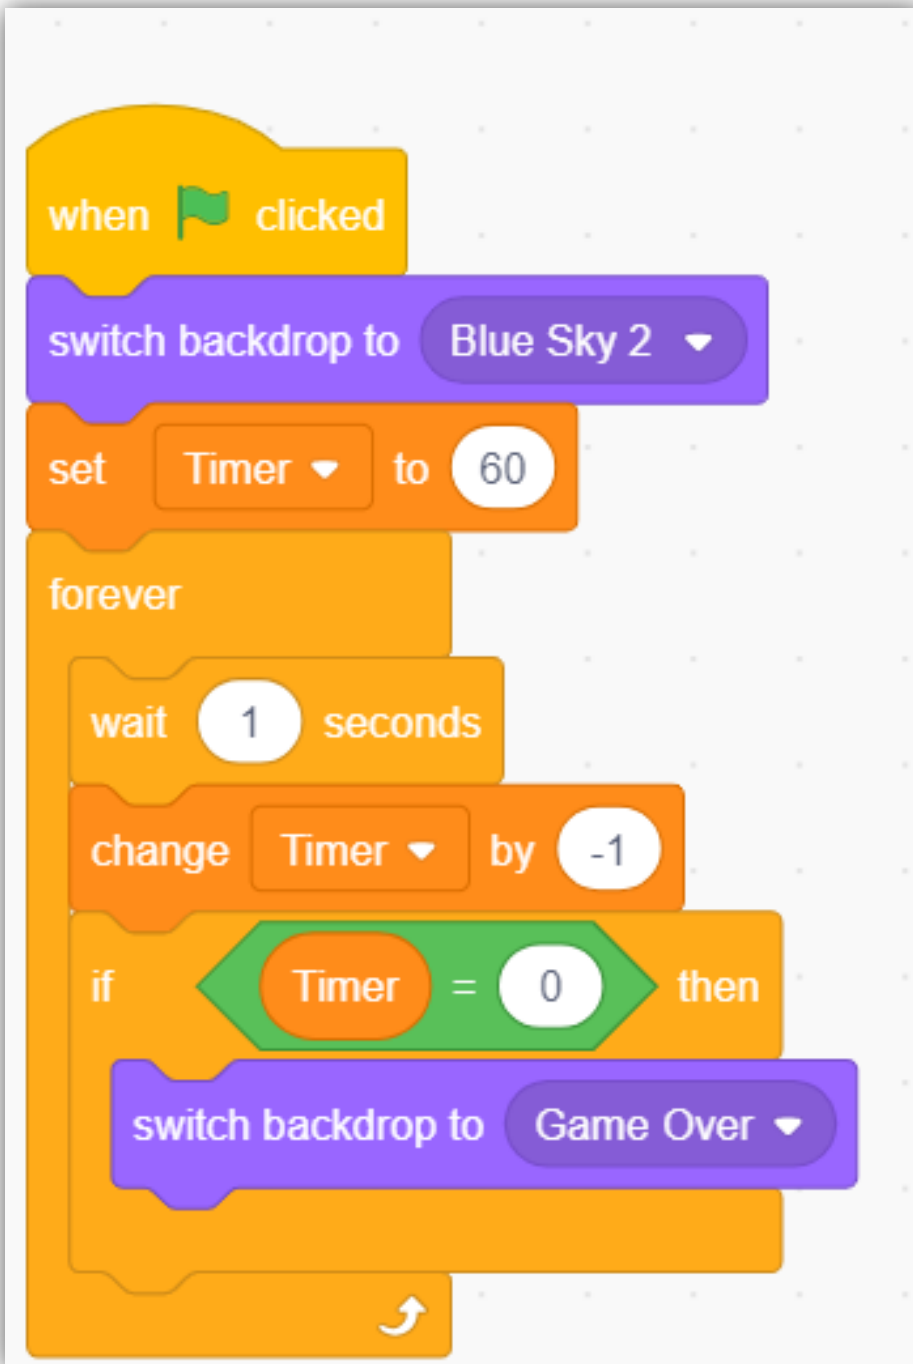 when clicked
switch backdrop to Blue Sky 2
set Timer to 60
forever
wait 1 seconds
change Timer by -1
if Timer = 0 then
switch backdrop to Game Over